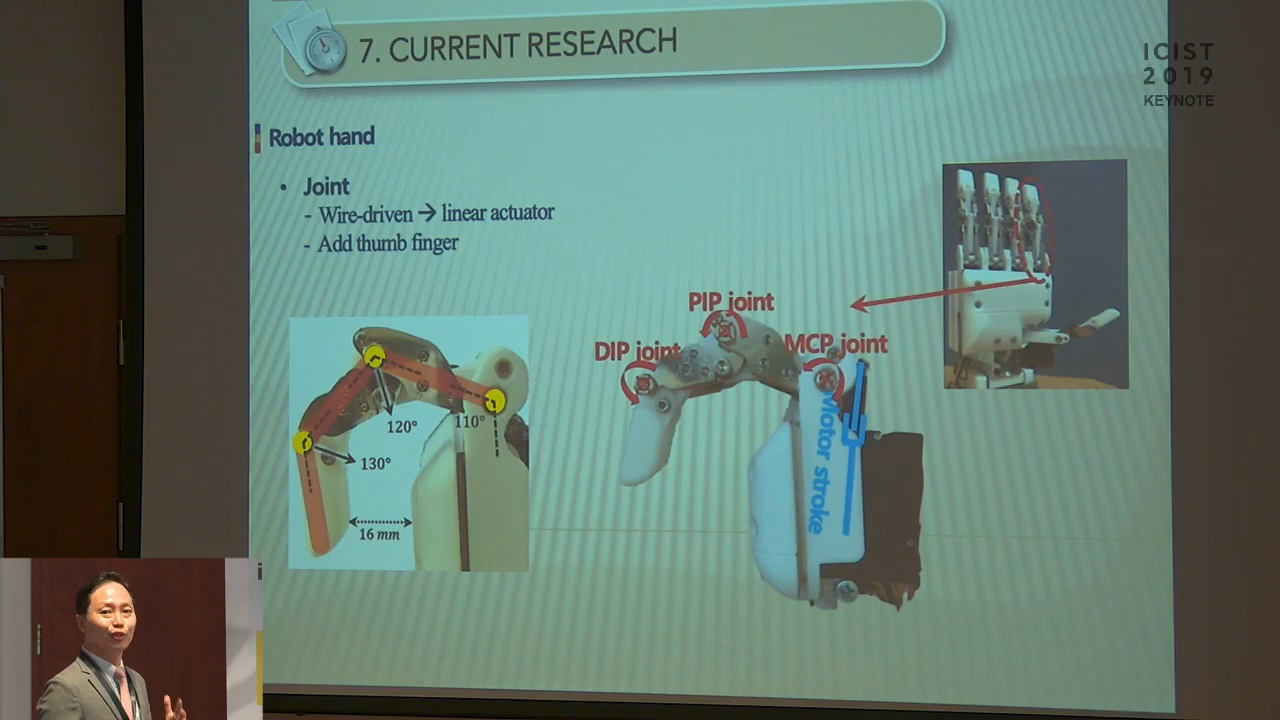 7. CURRENT RESEARCH
ICIST
2019
KEYNOTE
Robot hand
• Joint
- Wire-driven → linear actuator
- Add thumb finger
PIP joint
DIP joint
MCP joint
120°
110°
130°
16 mm
Motor stroke
i